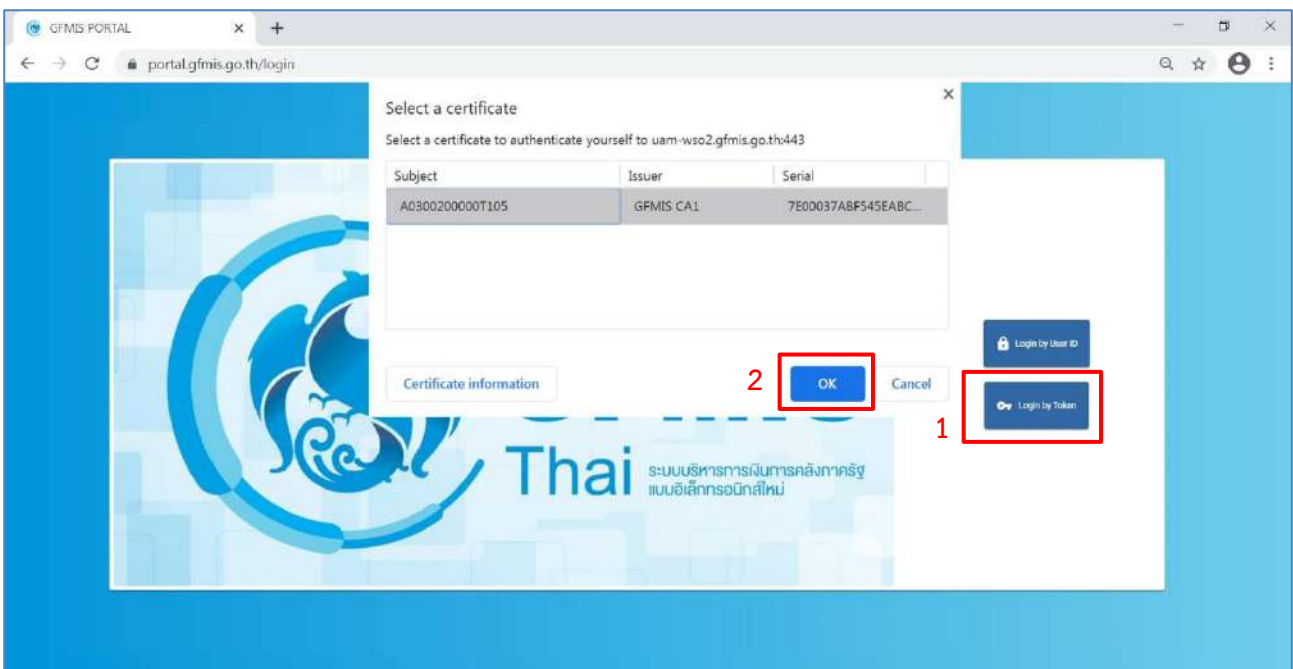 GFMIS PORTAL
portal.gfmis.go.th/login
Select a certificate
Select a certificate to authenticate yourself to uam-wso2.gfmis.go.th:443
Subject Issuer Serial
A0300200000T105 GFMIS CA1 7E00037ABF545EABC...
Login by User ID
Certificate information 2 OK Cancel
Login by Token
1
Thai ระบบบริหารการเงินการคลังภาครัฐ
แบบอิเล็กทรอนิกส์ใหม่